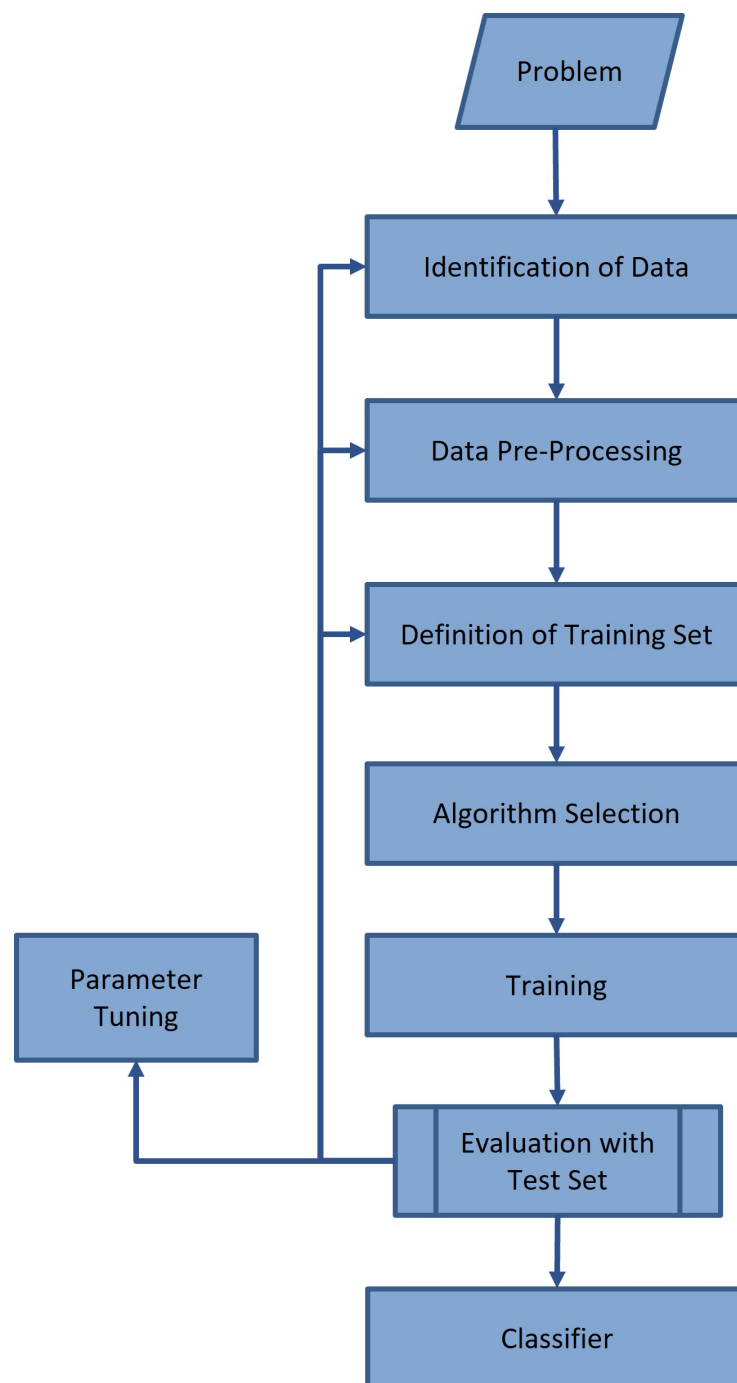 Problem
Identification of Data
Data Pre-Processing
Definition of Training Set
Algorithm Selection
Parameter
Tuning
Training
Evaluation with
Test Set
Classifier